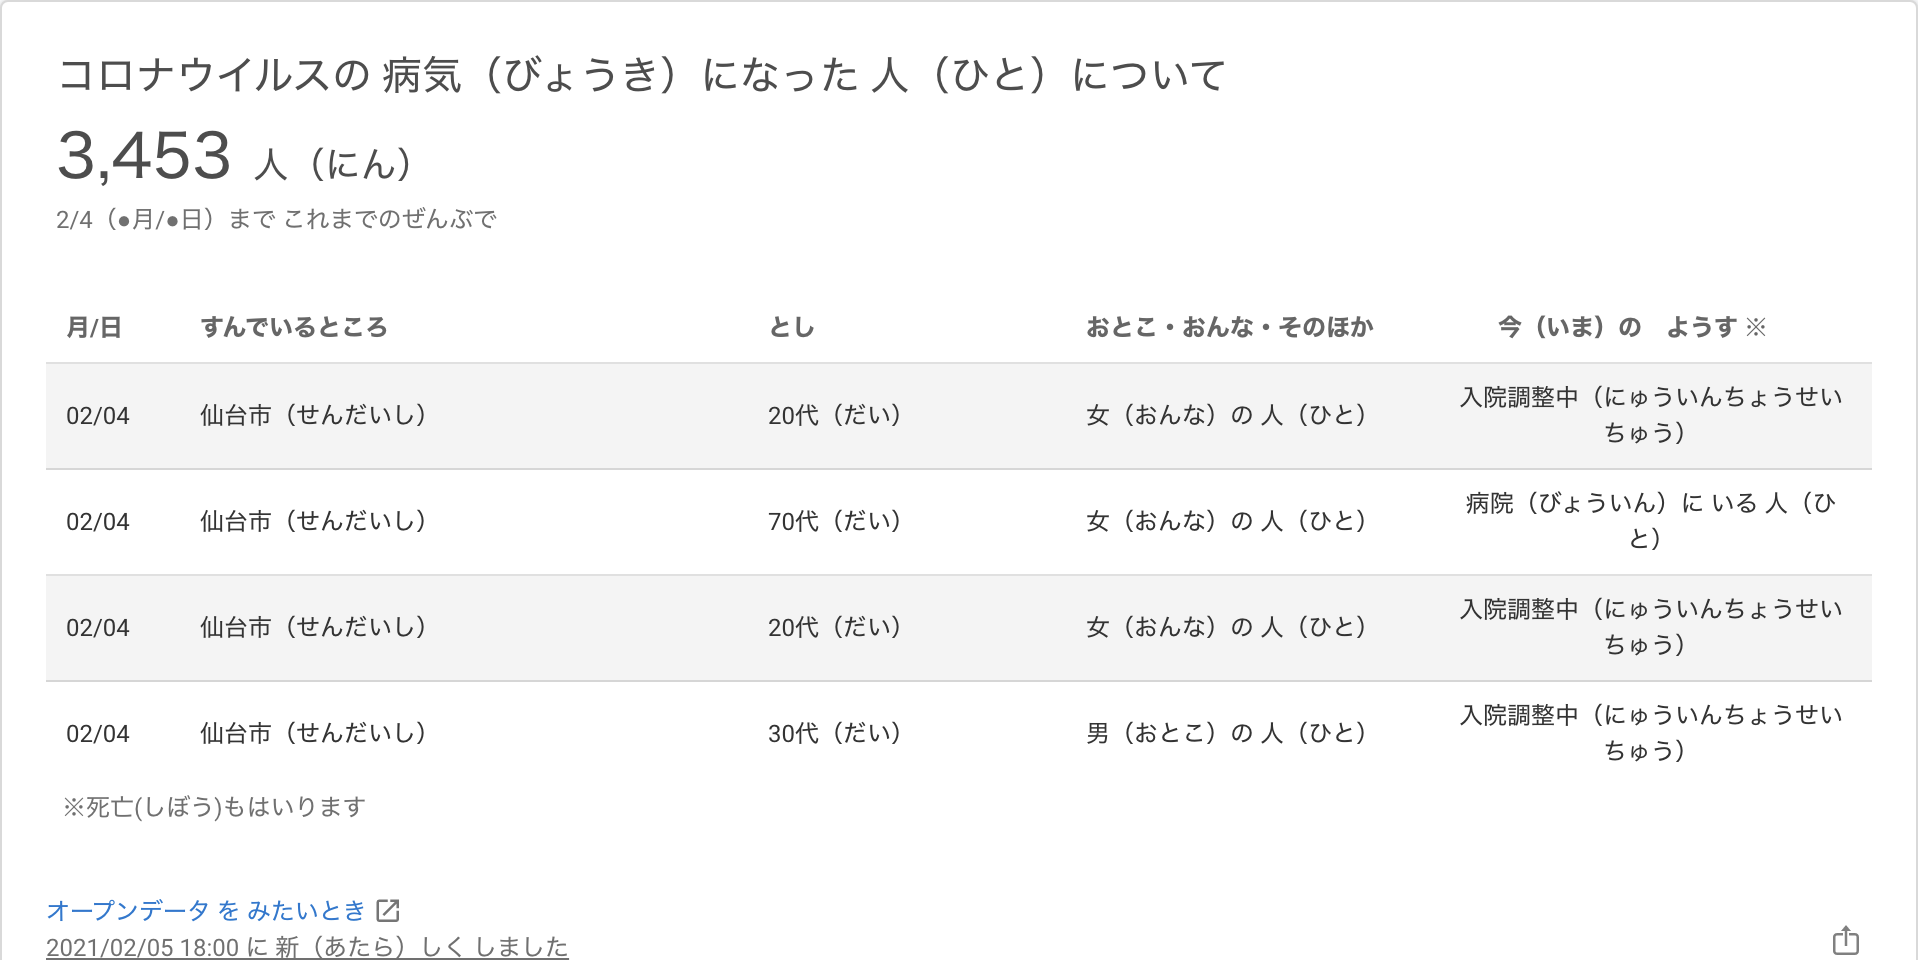 コロナウイルスの 病気（びょうき）になった 人（ひと）について
3,453 人（にん）
2/4（●月/●日）まで これまでのぜんぶで
月/日 すんでいるところ とし おとこ・おんな・そのほか 今（いま）の　ようす ※
02/04 仙台市（せんだいし） 20代（だい） 女（おんな）の 人（ひと） 入院調整中（にゅういんちょうせい
ちゅう）
02/04 仙台市（せんだいし） 70代（だい） 女（おんな）の 人（ひと） 病院（びょういん）に いる 人（ひ
と）
02/04 仙台市（せんだいし） 20代（だい） 女（おんな）の 人（ひと） 入院調整中（にゅういんちょうせい
ちゅう）
02/04 仙台市（せんだいし） 30代（だい） 男（おとこ）の 人（ひと） 入院調整中（にゅういんちょうせい
ちゅう）
※死亡(しぼう)もはいります
オープンデータ を みたいとき
2021/02/05 18:00 に 新（あたら）しく しました